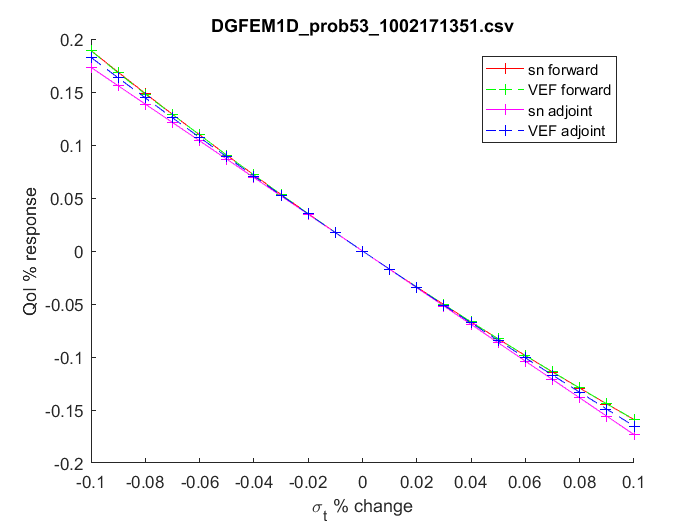 DGFEM1D_prob53_1002171351.csv
0.2
0.15
0.1
0.05
0
-0.05
-0.1
-0.15
-0.2
QoI % response
sn forward
VEF forward
sn adjoint
VEF adjoint
-0.1 -0.08 -0.06 -0.04 -0.02 0 0.02 0.04 0.06 0.08 0.1
σt % change